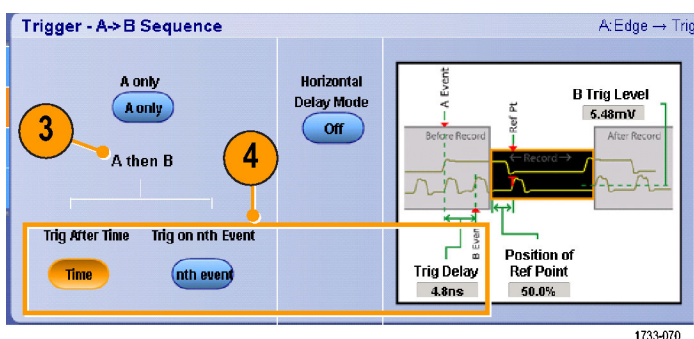 Trigger - A->B Sequence
A:Edge → Trig
A only
A only
3
A then B
4
Trig After Time
Time
Trig on nth Event
nth event
Horizontal
Delay Mode
Off
A Event
Ref Pt
B Trig Level
5.48mV
Before Record
←Record→
After Record
B Event
Trig Delay
4.8ns
Position of
Ref Point
50.0%
1733-070